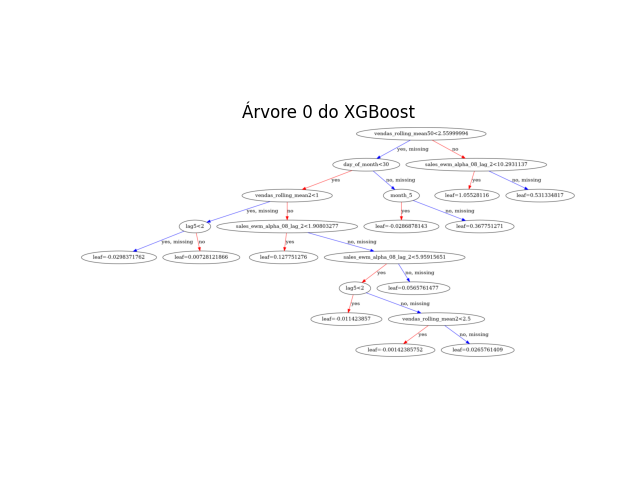 Árvore 0 do XGBoost
vendas_rolling_mean50<2.55999994
yes, missing
no
day_of_month<30
sales_ewm_alpha_08_lag_2<10.2931137
yes
no, missing
yes
no, missing
vendas_rolling_mean2<1
month_5
leaf=1.05528116
leaf=0.531334817
yes, missing
no
yes
no, missing
lag5<2
sales_ewm_alpha_08_lag_2<1.90803277
leaf=-0.0286878143
leaf=0.367751271
yes, missing
no
yes
no, missing
leaf=-0.0298371762
leaf=0.00728121866
leaf=0.127751276
sales_ewm_alpha_08_lag_2<5.95915651
yes
no, missing
lag5<2
leaf=0.0565761477
yes
no, missing
leaf=-0.011423857
vendas_rolling_mean2<2.5
yes
no, missing
leaf=-0.00142385752
leaf=0.0265761409